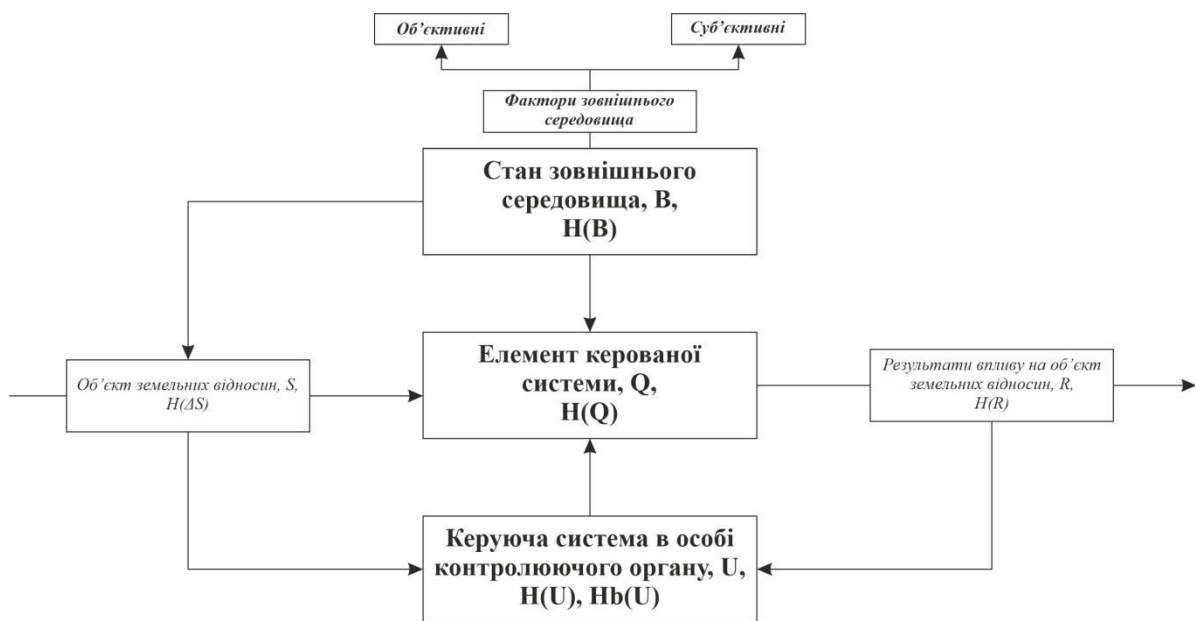 Об’єктивні
Суб’єктивні
Фактори зовнішнього
середовища
Стан зовнішнього
середовища, В,
Н(В)
Об’єкт земельних відносин, S,
H(ΔS)
Елемент керованої
системи, Q,
H(Q)
Результати впливу на об’єкт
земельних відносин, R,
H(R)
Керуюча система в особі
контролюючого органу, U,
H(U), Hb(U)